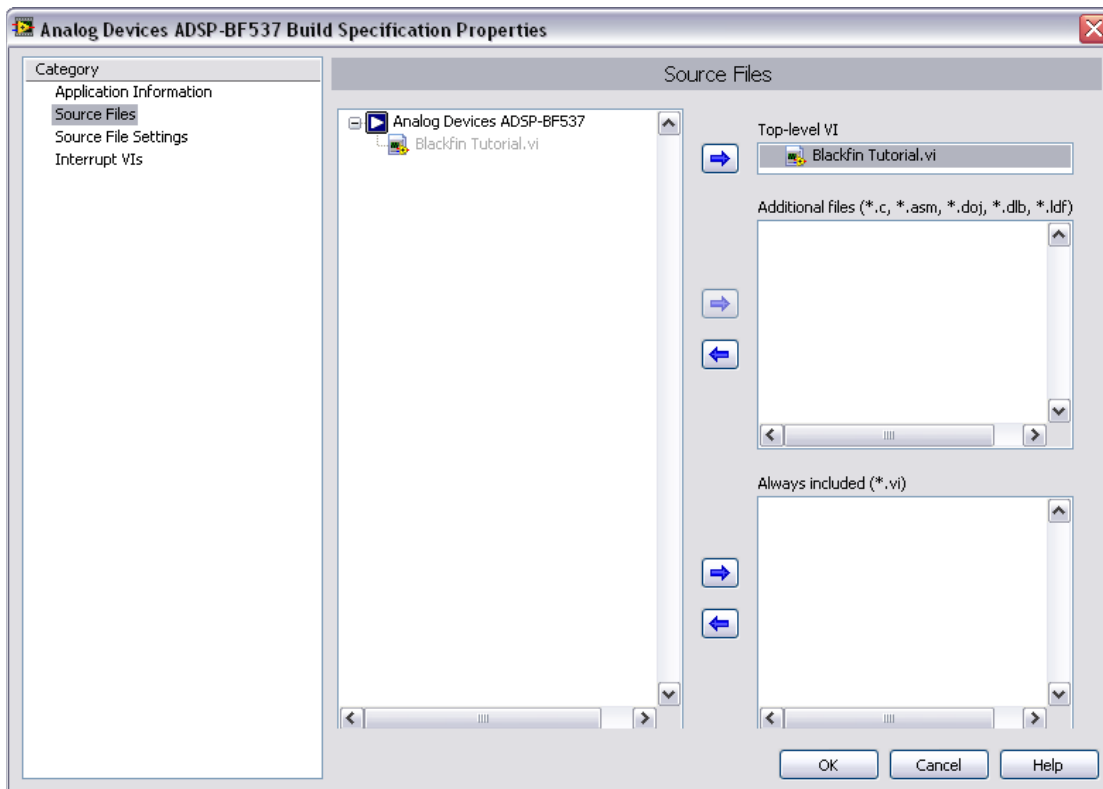 Analog Devices ADSP-BF537 Build Specification Properties
Category
Application Information
Source Files
Source File Settings
Interrupt VIs
Source Files
Analog Devices ADSP-BF537
Blackfin Tutorial.vi
Top-level VI
Blackfin Tutorial.vi
Additional files (*.c, *.asm, *.doj, *.dlb, *.ldf)
Always included (*.vi)
OK
Cancel
Help